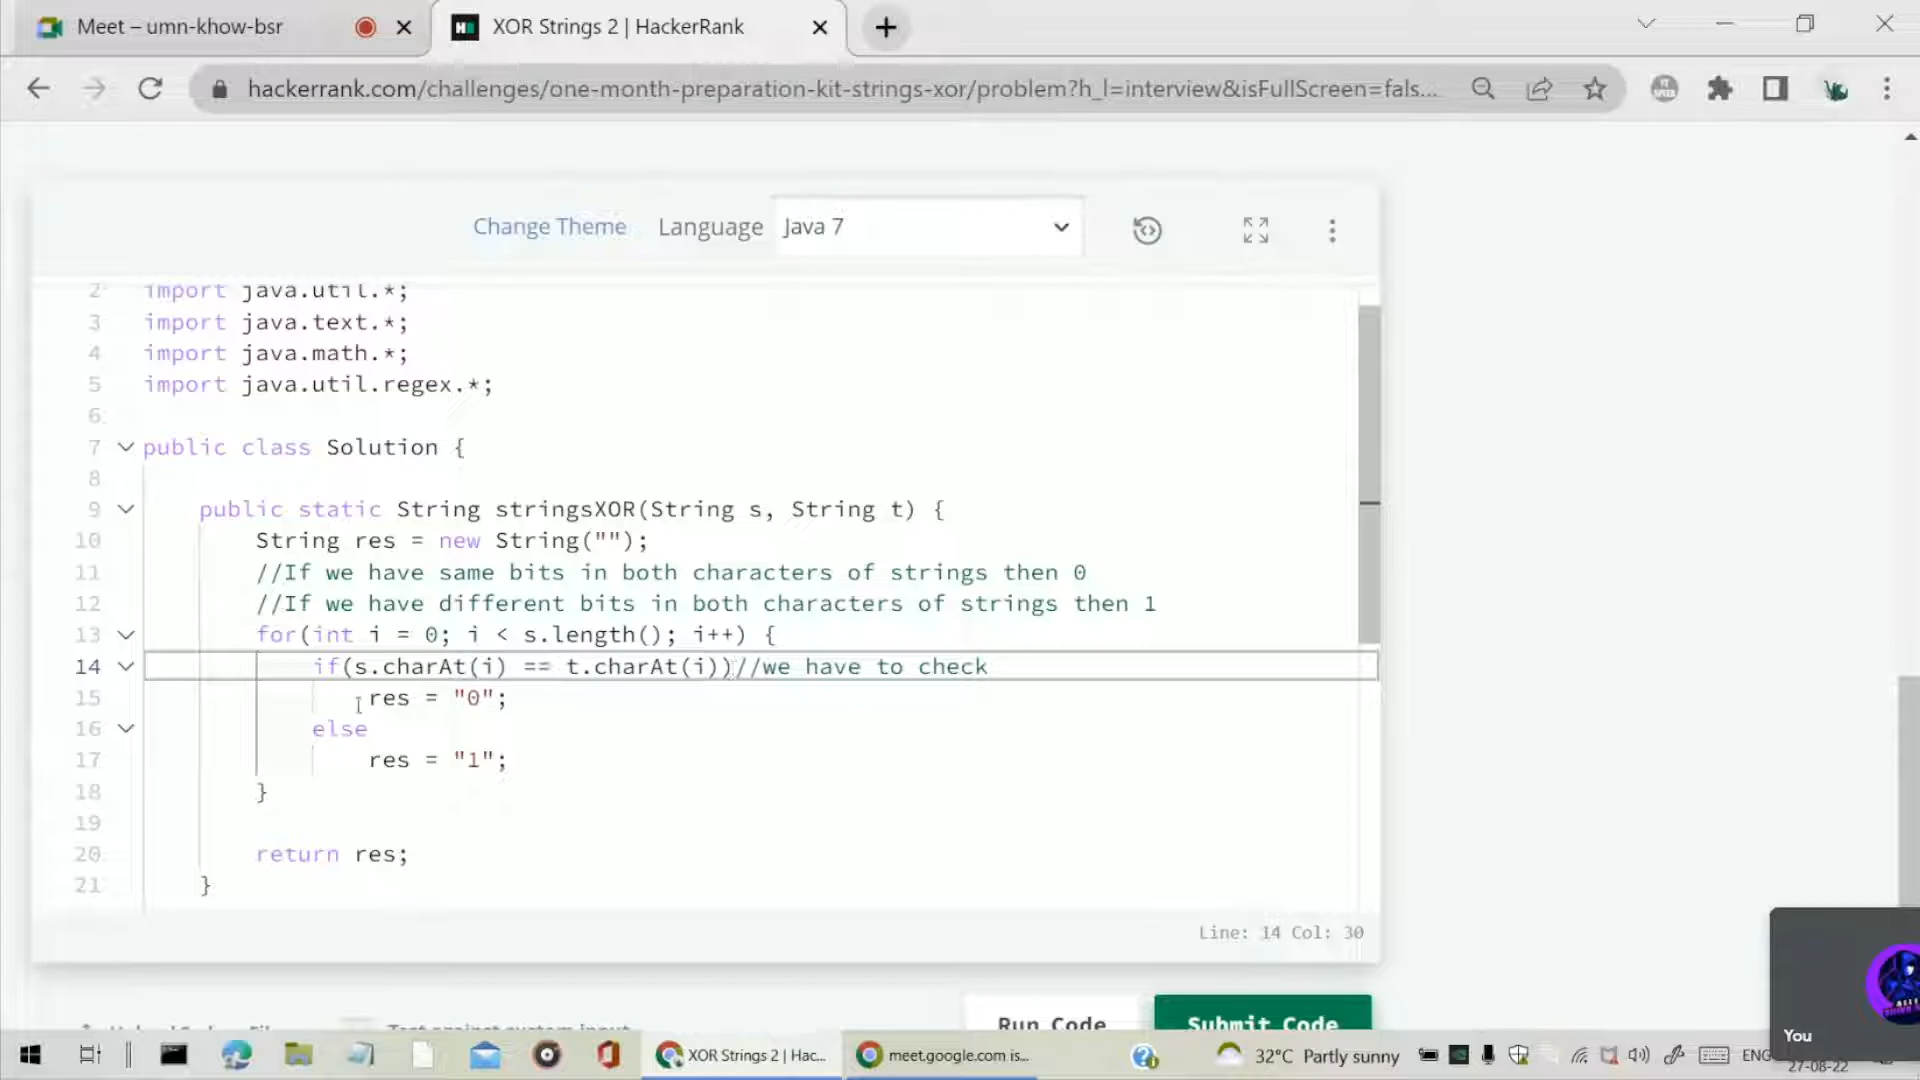 Meet – umn-khow-bsr
XOR Strings 2 | HackerRank
hackerrank.com/challenges/one-month-preparation-kit-strings-xor/problem?h_l=interview&isFullScreen=fals...
Change Theme Language Java 7
2 import java.util.*;
3 import java.text.*;
4 import java.math.*;
5 import java.util.regex.*;
6
7 public class Solution {
8
9 public static String stringsXOR(String s, String t) {
10 String res = new String("");
11 //If we have same bits in both characters of strings then 0
12 //If we have different bits in both characters of strings then 1
13 for(int i = 0; i < s.length(); i++) {
14 if(s.charAt(i) == t.charAt(i))//we have to check
15 res = "0";
16 else
17 res = "1";
18 }
19
20 return res;
21 }
Line: 14 Col: 30
Run Code
Submit Code
You
XOR Strings 2 | Hac...
meet.google.com is...
32°C Partly sunny
ENG
27-08-22